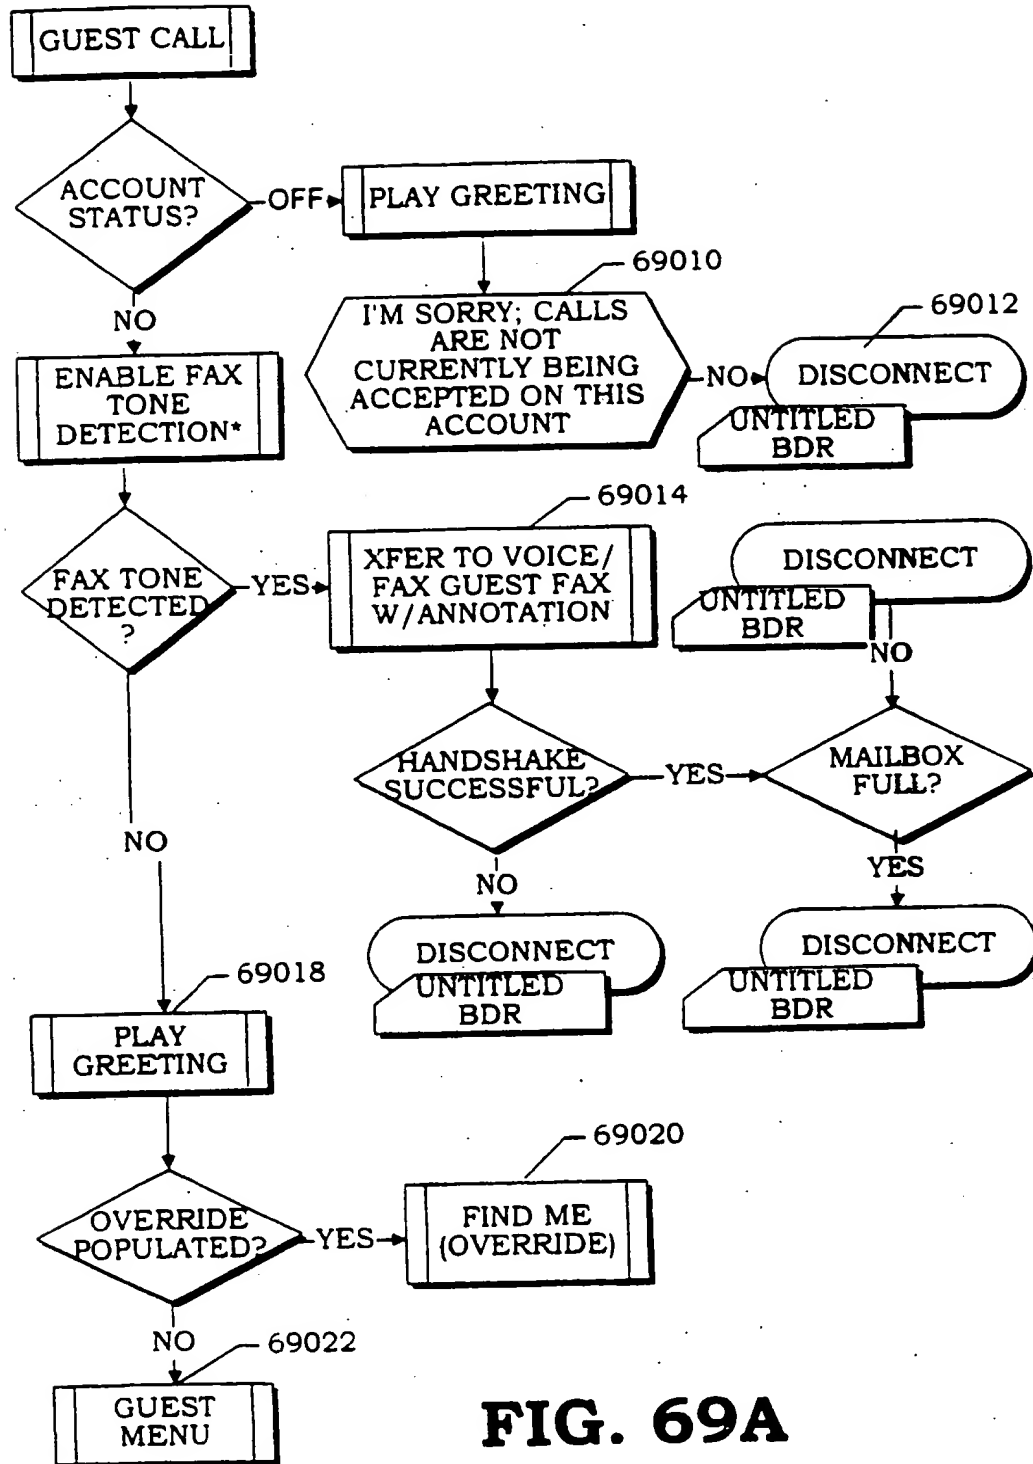 GUEST CALL
ACCOUNT
STATUS?
OFF
PLAY GREETING
69010
I'M SORRY; CALLS
ARE NOT
CURRENTLY BEING
ACCEPTED ON THIS
ACCOUNT
NO
69012
DISCONNECT
UNTITLED
BDR
NO
ENABLE FAX
TONE
DETECTION*
FAX TONE
DETECTED
?
YES
69014
XFER TO VOICE/
FAX GUEST FAX
W/ANNOTATION
DISCONNECT
UNTITLED
BDR
NO
HANDSHAKE
SUCCESSFUL?
YES
MAILBOX
FULL?
NO
DISCONNECT
UNTITLED
BDR
YES
DISCONNECT
UNTITLED
BDR
NO
69018
PLAY
GREETING
OVERRIDE
POPULATED?
YES
69020
FIND ME
(OVERRIDE)
NO
69022
GUEST
MENU
FIG. 69A